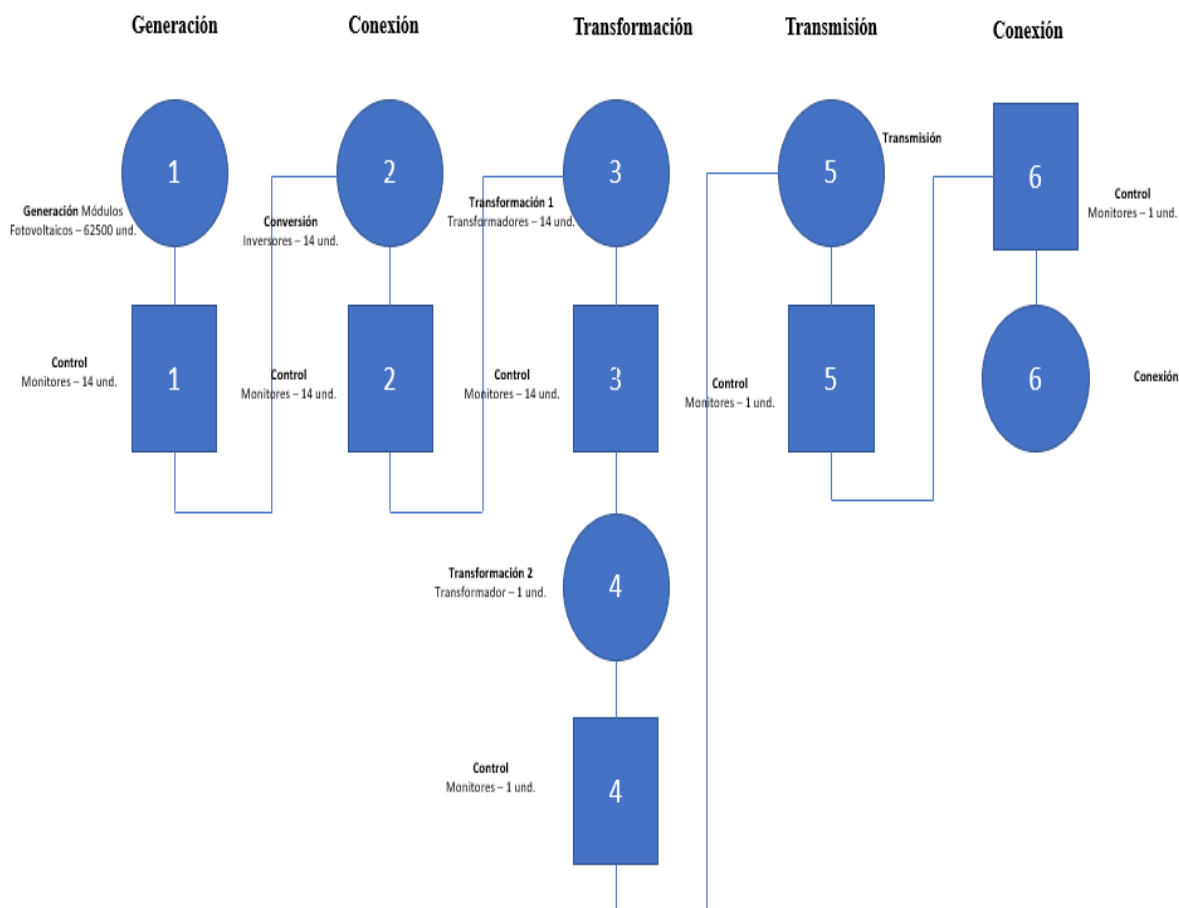 Generación
Conexión
Transformación
Transmisión
Conexión
1
Generación Módulos
Fotovoltaicos – 62500 und.
1
Control
Monitores – 14 und.
2
Conversión
Inversores – 14 und.
2
Control
Monitores – 14 und.
3
Transformación 1
Transformadores – 14 und.
3
Control
Monitores – 14 und.
4
Transformación 2
Transformador – 1 und.
4
Control
Monitores – 1 und.
5
Transmisión
5
Control
Monitores – 1 und.
6
Control
Monitores – 1 und.
6
Conexión